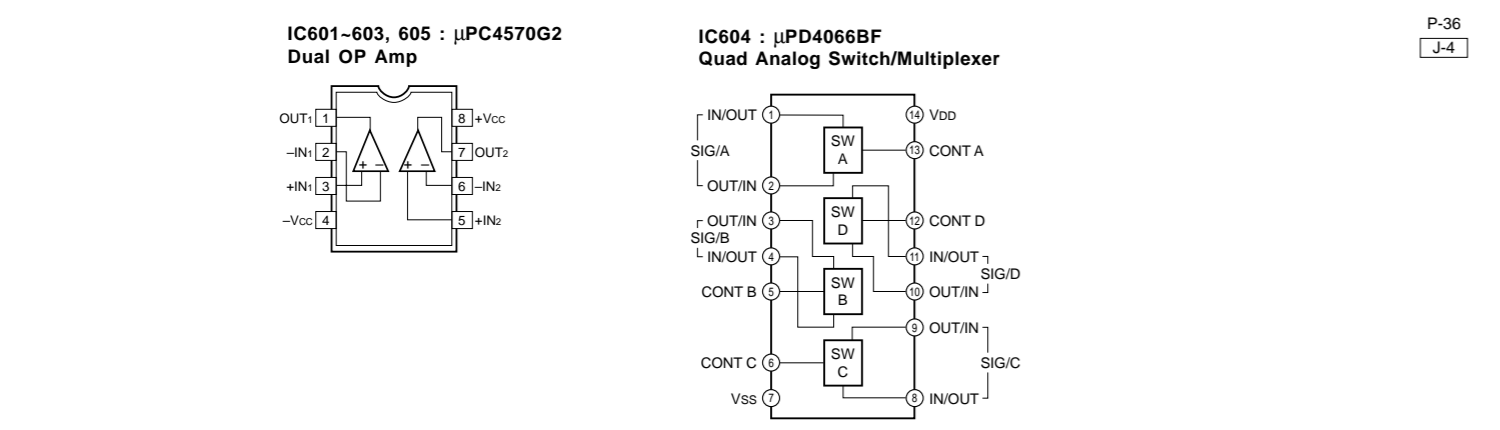 IC601~603, 605 : µPC4570G2
Dual OP Amp
OUT1 1
–IN1 2
+IN1 3
–VCC 4
8 +VCC
7 OUT2
6 –IN2
5 +IN2
+ –
+ –
IC604 : µPD4066BF
Quad Analog Switch/Multiplexer
IN/OUT 1
SIG/A
OUT/IN 2
OUT/IN 3
SIG/B
IN/OUT 4
CONT B 5
CONT C 6
VSS 7
SW
A
SW
D
SW
B
SW
C
14 VDD
13 CONT A
12 CONT D
11 IN/OUT
SIG/D
10 OUT/IN
9 OUT/IN
SIG/C
8 IN/OUT
P-36
J-4